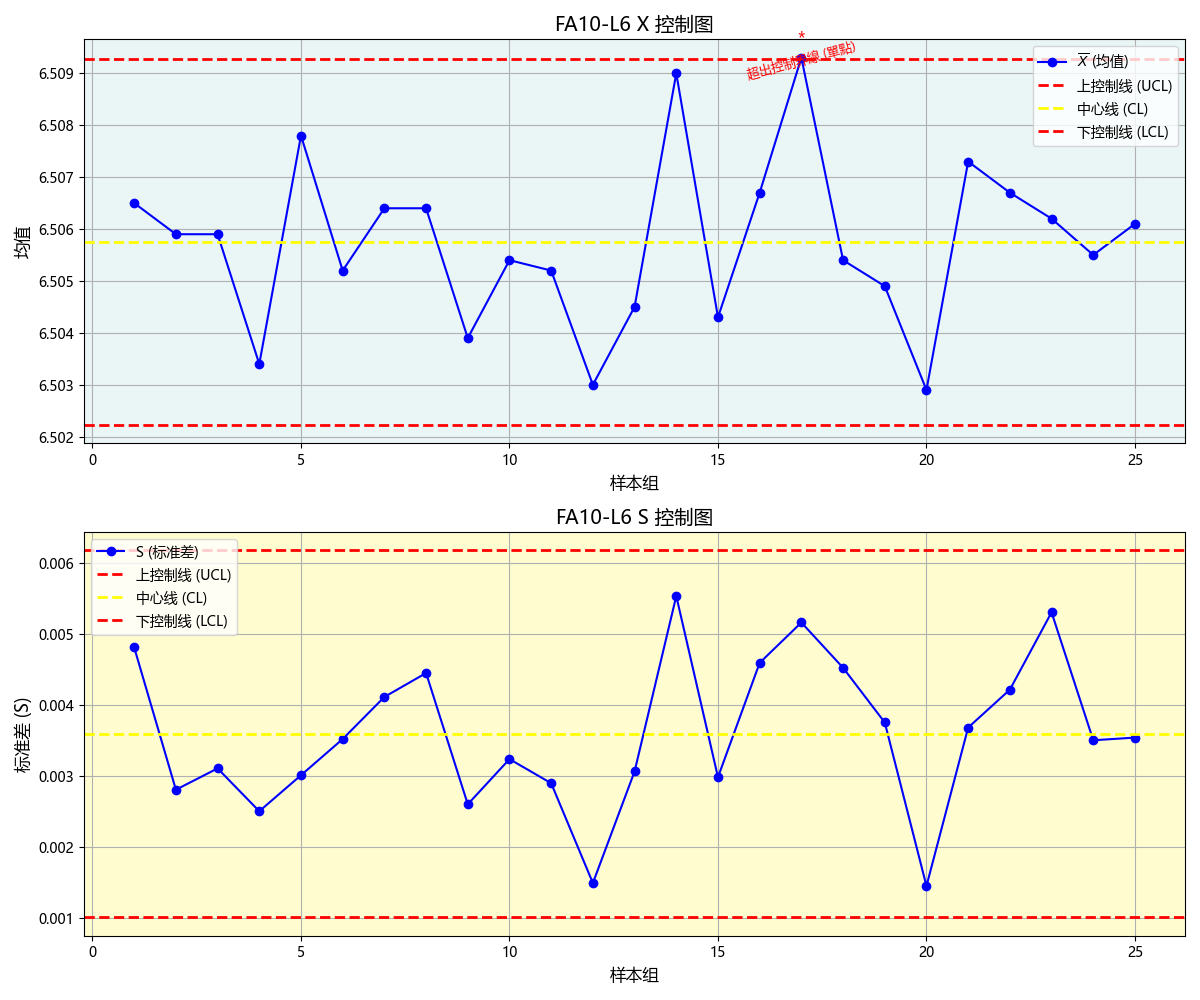 FA10-L6 X 控制图
*
超出控制界線 (單點)
X̅ (均值)
上控制线 (UCL)
中心线 (CL)
下控制线 (LCL)
均值
6.509
6.508
6.507
6.506
6.505
6.504
6.503
6.502
0 5 10 15 20 25
样本组
FA10-L6 S 控制图
S (标准差)
上控制线 (UCL)
中心线 (CL)
下控制线 (LCL)
标准差 (S)
0.006
0.005
0.004
0.003
0.002
0.001
0 5 10 15 20 25
样本组